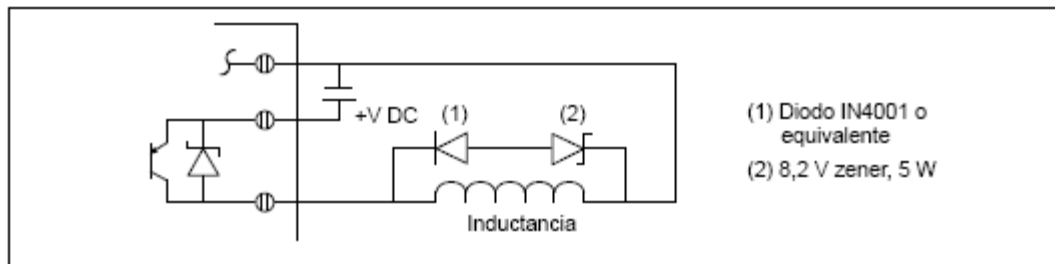 +V DC
(1)
(2)
Inductancia
(1) Diodo IN4001 o
equivalente
(2) 8,2 V zener, 5 W